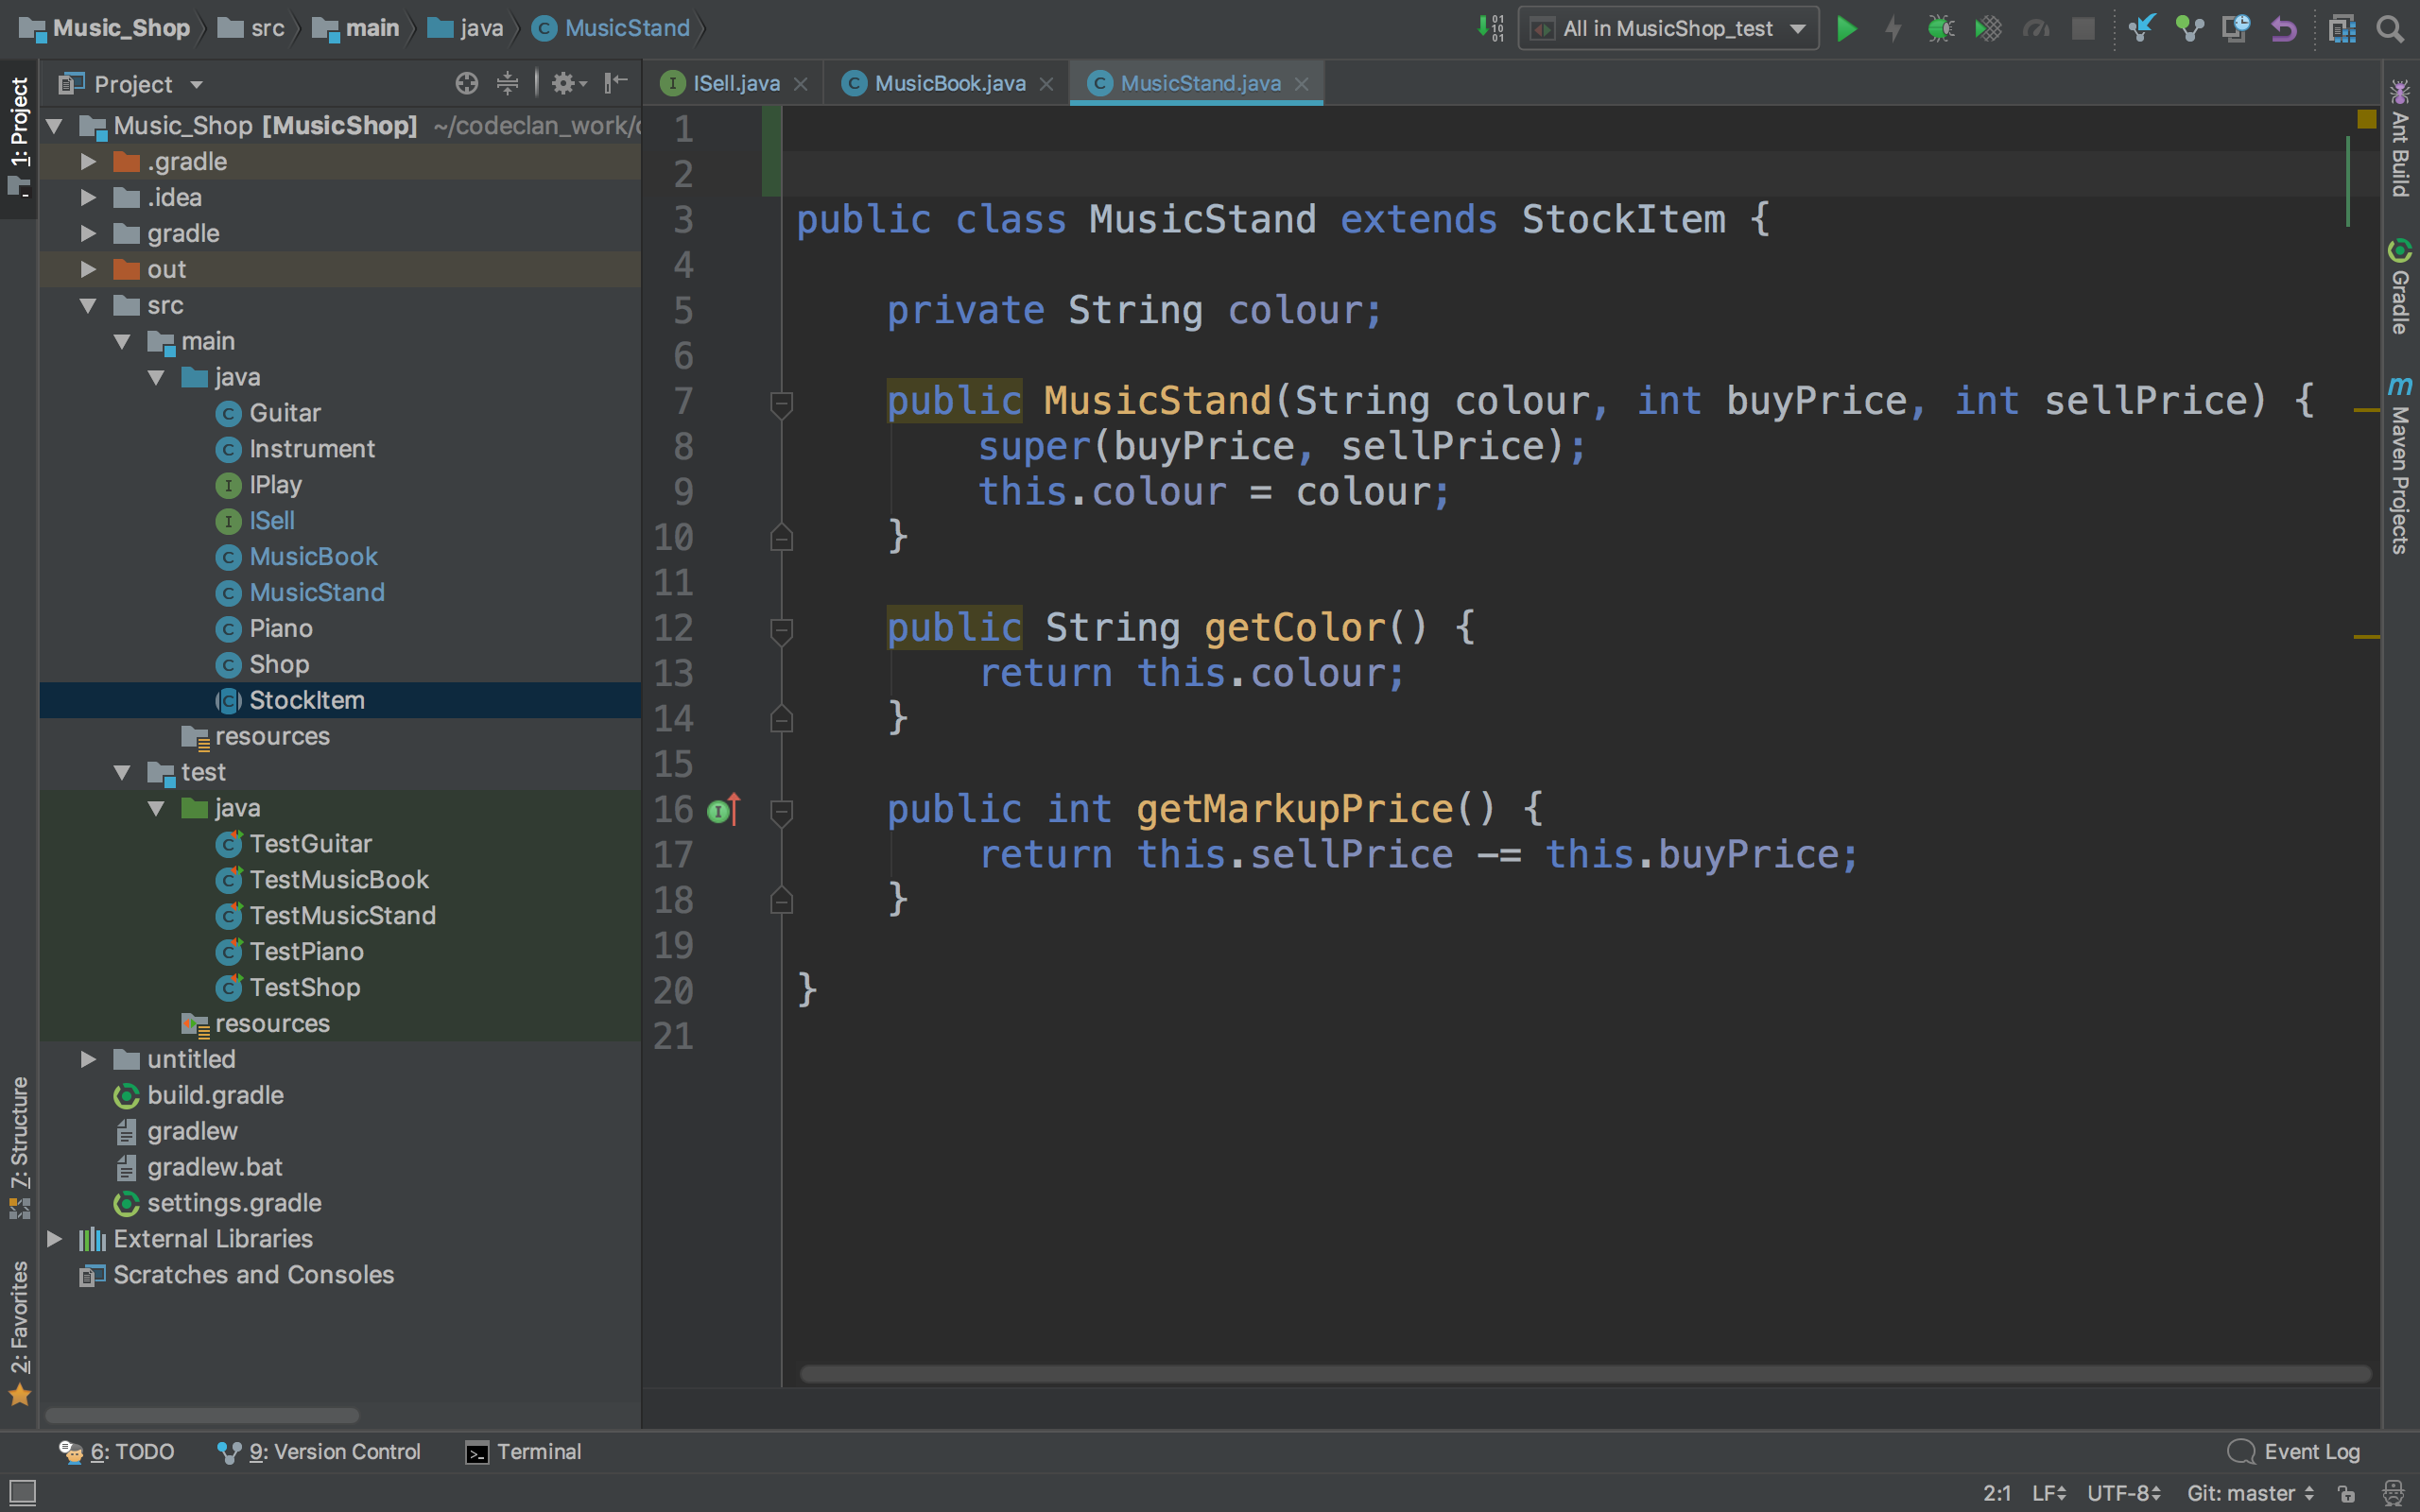 Music_Shop src main java MusicStand
All in MusicShop_test
Project
ISell.java MusicBook.java MusicStand.java
1: Project
7: Structure
2: Favorites
Music_Shop [MusicShop] ~/codeclan_work/
.gradle
.idea
gradle
out
src
main
java
Guitar
Instrument
IPlay
ISell
MusicBook
MusicStand
Piano
Shop
StockItem
resources
test
java
TestGuitar
TestMusicBook
TestMusicStand
TestPiano
TestShop
resources
untitled
build.gradle
gradlew
gradlew.bat
settings.gradle
External Libraries
Scratches and Consoles
1
2
3 public class MusicStand extends StockItem {
4
5 private String colour;
6
7 public MusicStand(String colour, int buyPrice, int sellPrice) {
8 super(buyPrice, sellPrice);
9 this.colour = colour;
10 }
11
12 public String getColor() {
13 return this.colour;
14 }
15
16 public int getMarkupPrice() {
17 return this.sellPrice -= this.buyPrice;
18 }
19
20 }
21
Ant Build
Gradle
Maven Projects
6: TODO 9: Version Control Terminal Event Log
2:1 LF UTF-8 Git: master